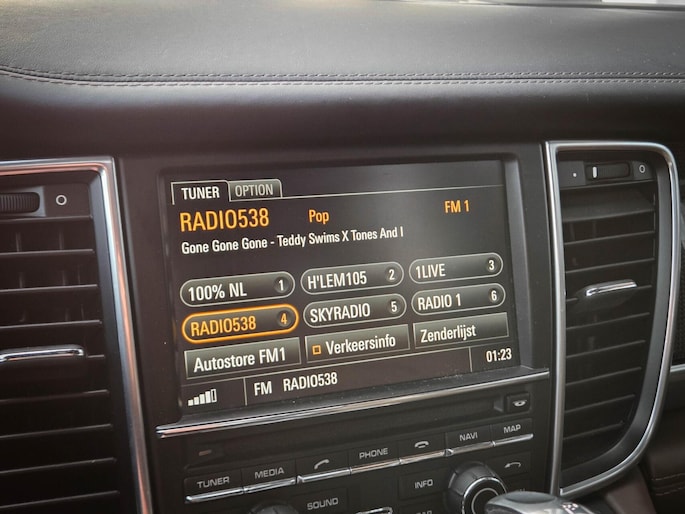 TUNER OPTION
RADIO538 Pop FM 1
Gone Gone Gone - Teddy Swims X Tones And I
100% NL 1 H'LEM105 2 1LIVE 3
RADIO538 4 SKYRADIO 5 RADIO 1 6
Autostore FM1 Verkeersinfo Zenderlijst
FM RADIO538 01:23
TUNER MEDIA PHONE NAVI MAP
SOUND INFO